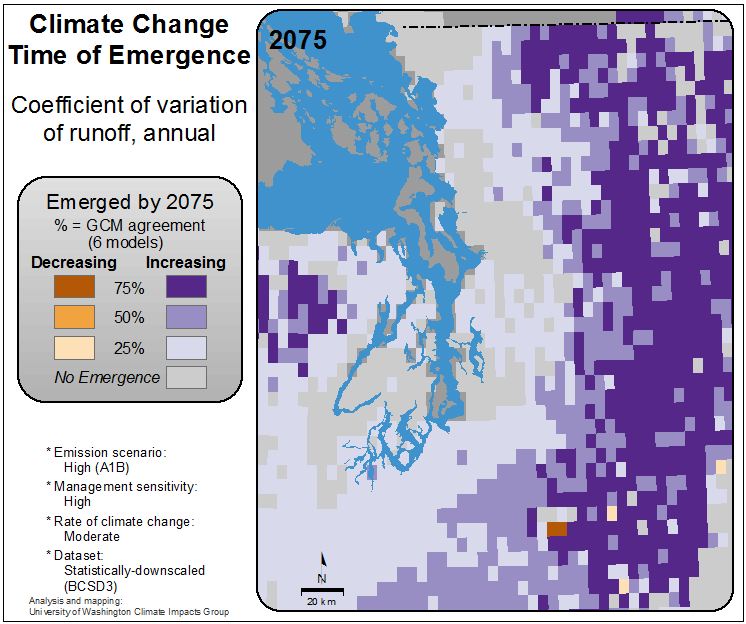 Climate Change
Time of Emergence
Coefficient of variation
of runoff, annual
Emerged by 2075
% = GCM agreement
(6 models)
Decreasing Increasing
75%
50%
25%
No Emergence
* Emission scenario:
High (A1B)
* Management sensitivity:
High
* Rate of climate change:
Moderate
* Dataset:
Statistically-downscaled
(BCSD3)
Analysis and mapping:
University of Washington Climate Impacts Group
2075
N
20 km